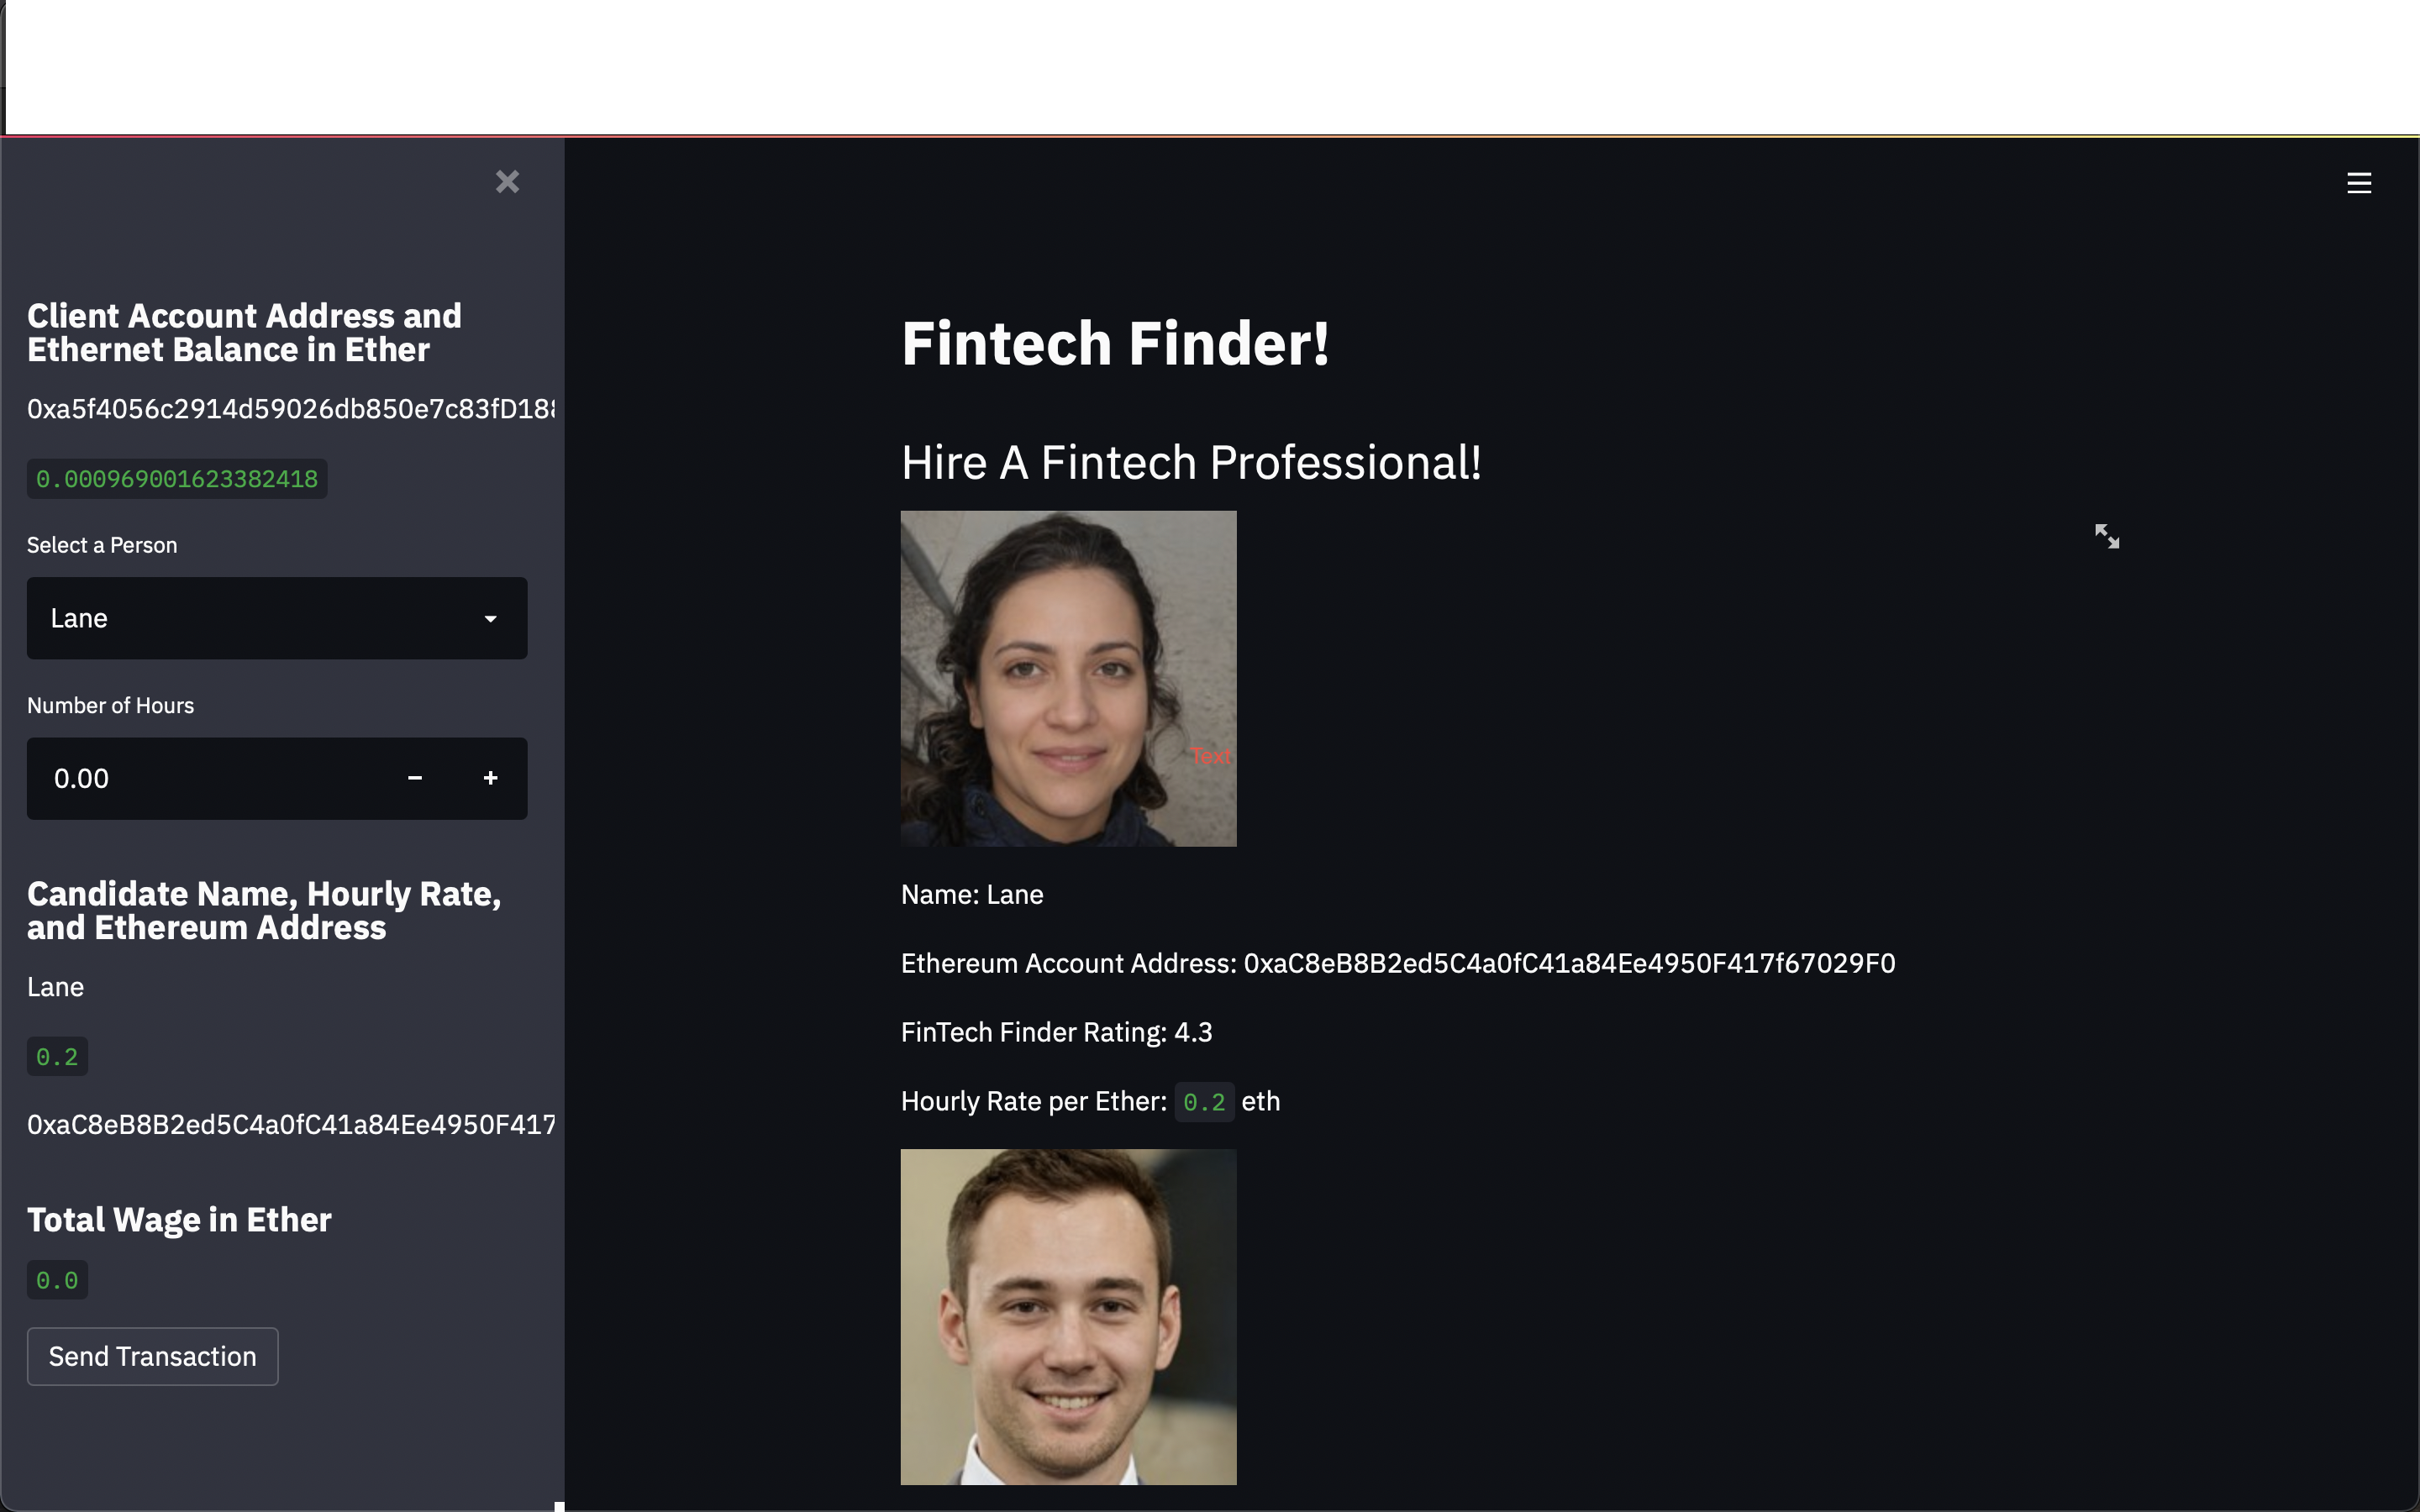 Client Account Address and
Ethernet Balance in Ether
0xa5f4056c2914d59026db850e7c83fD18
0.000969001623382418
Select a Person
Lane
Number of Hours
0.00
Candidate Name, Hourly Rate,
and Ethereum Address
Lane
0.2
0xaC8eB8B2ed5C4a0fC41a84Ee4950F417
Total Wage in Ether
0.0
Send Transaction
Fintech Finder!
Hire A Fintech Professional!
Text
Name: Lane
Ethereum Account Address: 0xaC8eB8B2ed5C4a0fC41a84Ee4950F417f67029F0
FinTech Finder Rating: 4.3
Hourly Rate per Ether: 0.2 eth